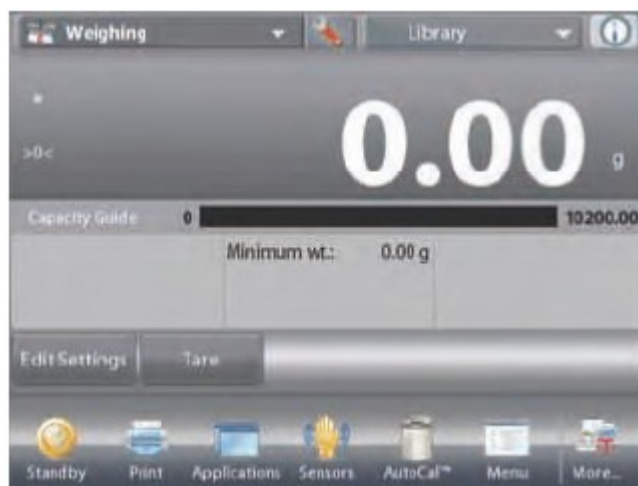 Weighing Library
*
>0<
0.00 g
Capacity Guide 0 10200.00
Minimum wt.: 0.00 g
Edit Settings Tare
Standby Print Applications Sensors AutoCal™ Menu More...